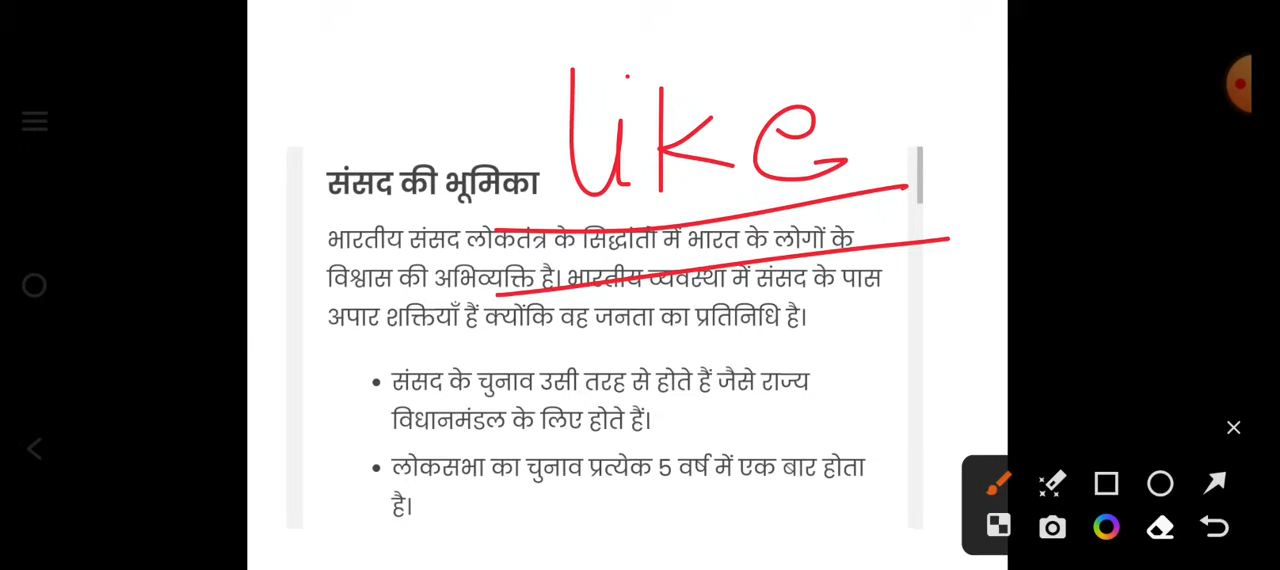 like
संसद की भूमिका
भारतीय संसद लोकतंत्र के सिद्धांतों में भारत के लोगों के
विश्वास की अभिव्यक्ति है। भारतीय व्यवस्था में संसद के पास
अपार शक्तियाँ हैं क्योंकि वह जनता का प्रतिनिधि है।
• संसद के चुनाव उसी तरह से होते हैं जैसे राज्य
विधानमंडल के लिए होते हैं।
• लोकसभा का चुनाव प्रत्येक 5 वर्ष में एक बार होता
है।